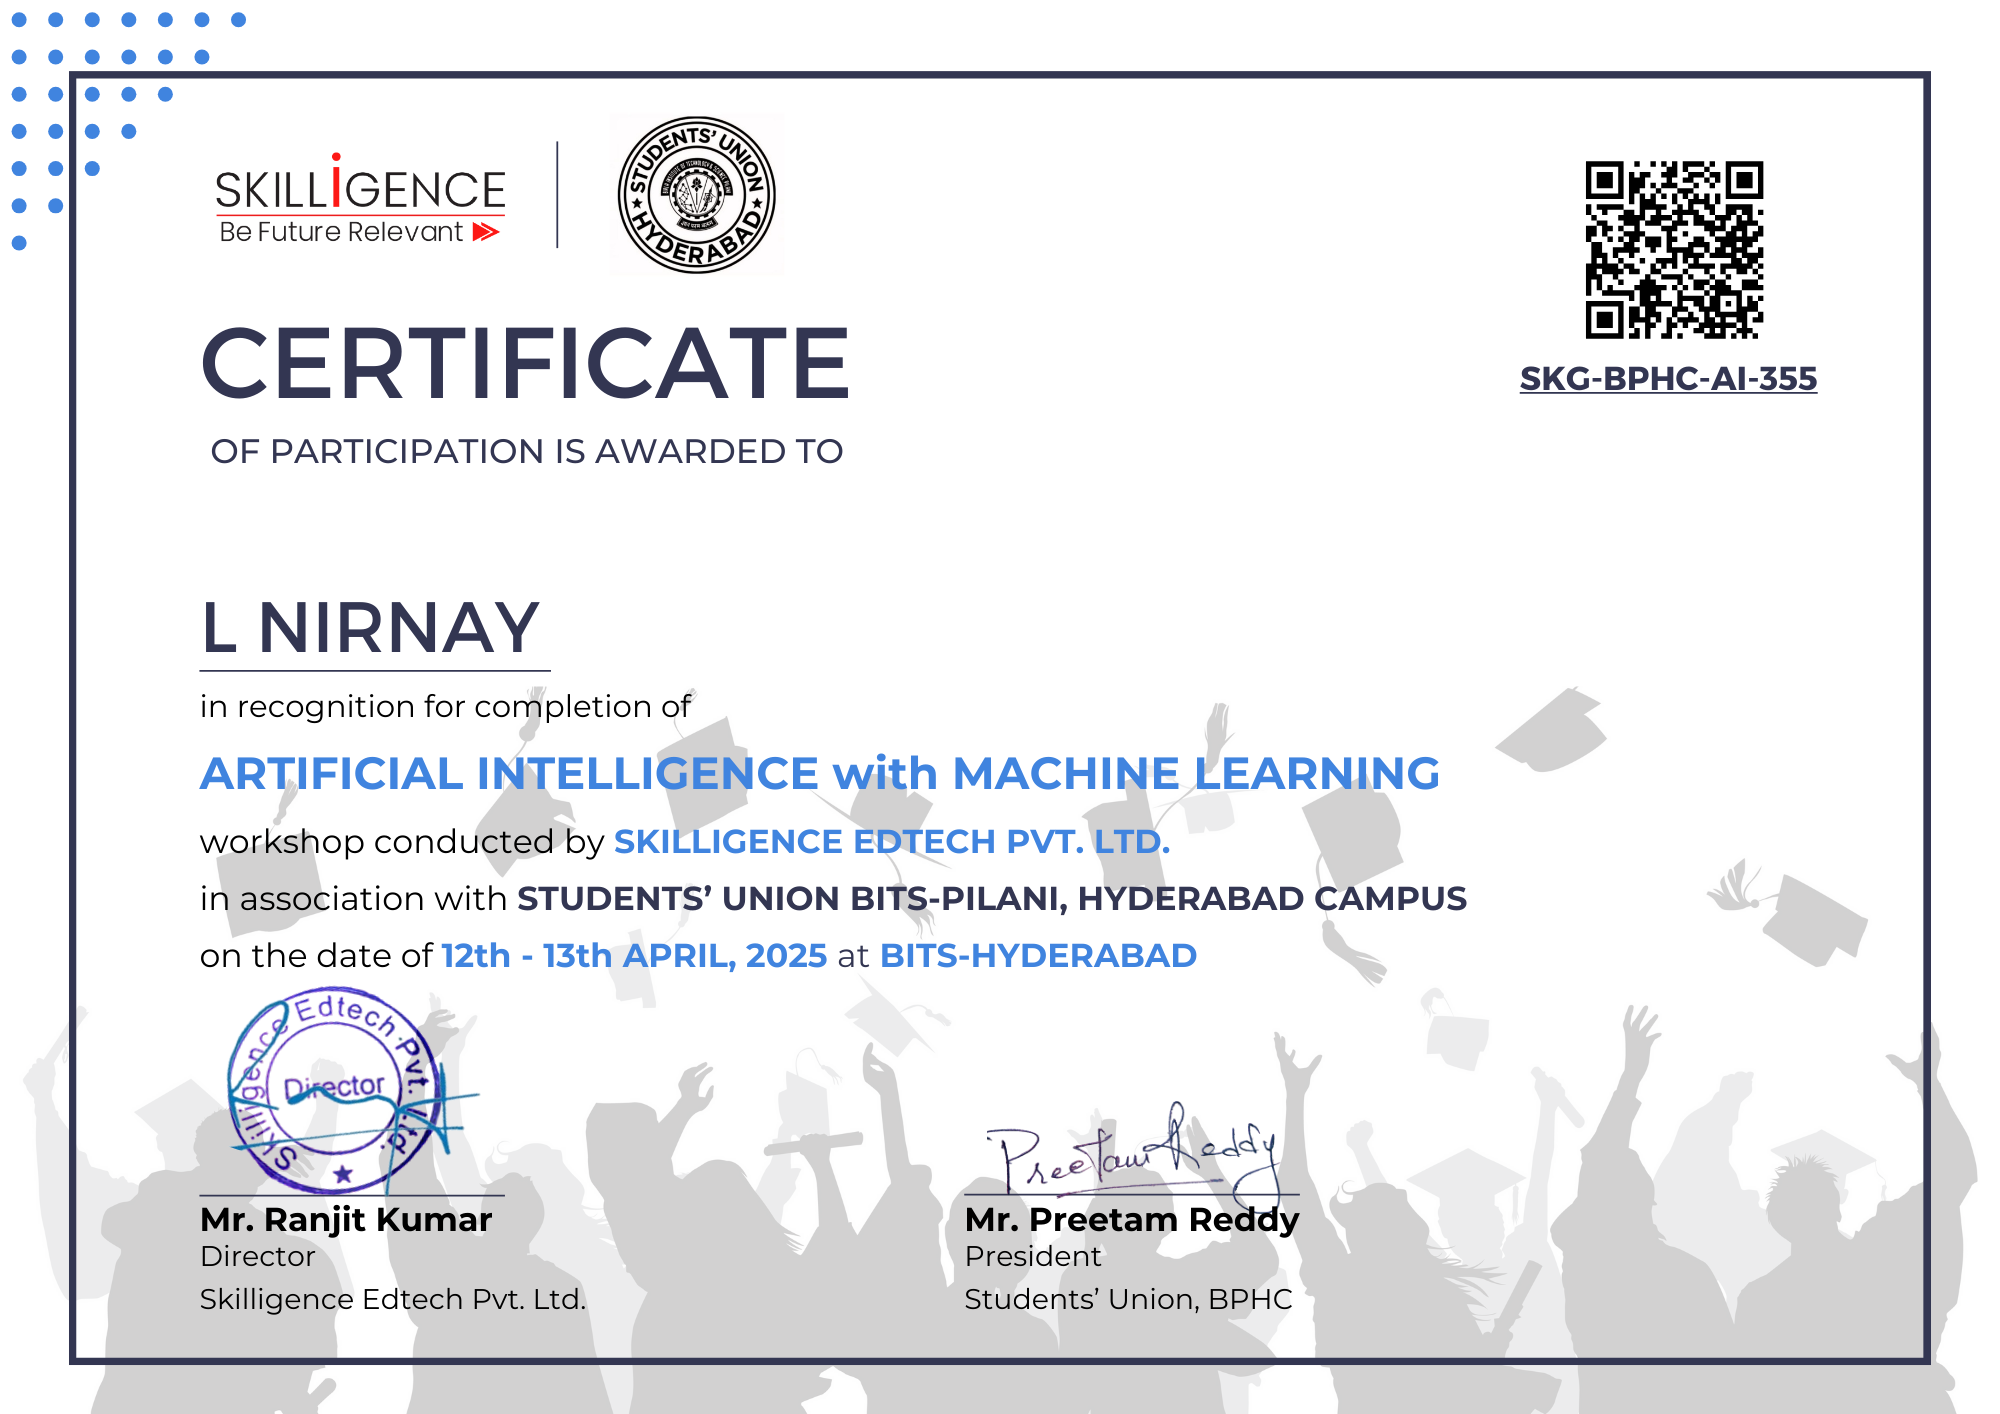 SKILLiGENCE
Be Future Relevant
STUDENTS' UNION
HYDERABAD
SKG-BPHC-AI-355
CERTIFICATE
OF PARTICIPATION IS AWARDED TO
L NIRNAY
in recognition for completion of
ARTIFICIAL INTELLIGENCE with MACHINE LEARNING
workshop conducted by SKILLIGENCE EDTECH PVT. LTD.
in association with STUDENTS’ UNION BITS-PILANI, HYDERABAD CAMPUS
on the date of 12th - 13th APRIL, 2025 at BITS-HYDERABAD
Skilligence Edtech Pvt. Ltd.
Director
Preetam Reddy
Mr. Ranjit Kumar
Director
Skilligence Edtech Pvt. Ltd.
Mr. Preetam Reddy
President
Students’ Union, BPHC